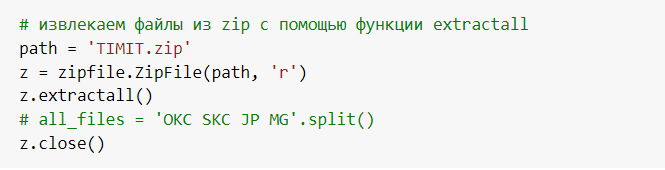 # извлекаем файлы из zip с помощью функции extractall
path = 'TIMIT.zip'
z = zipfile.ZipFile(path, 'r')
z.extractall()
# all_files = 'OKC SKC JP MG'.split()
z.close()